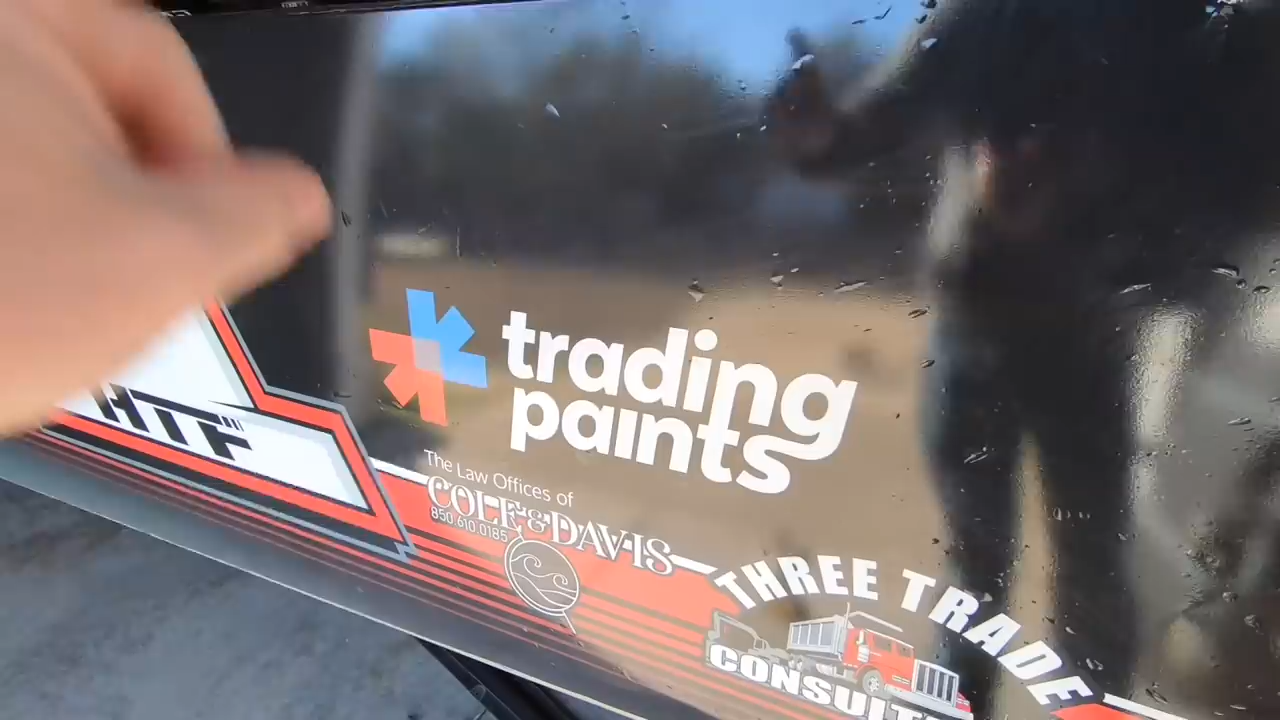 trading
paints
The Law Offices of
COLE & DAVIS
850.610.0185
THREE TRADE